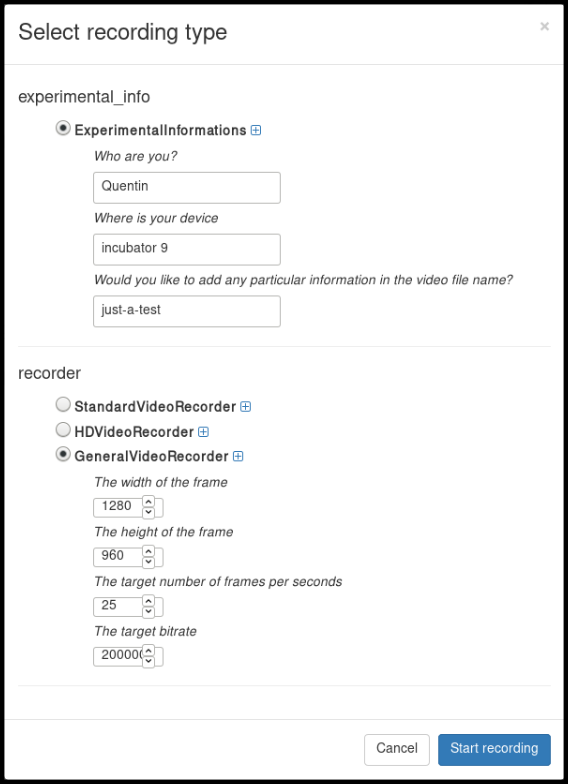 Select recording type
×
experimental_info
ExperimentalInformations
Who are you?
Quentin
Where is your device
incubator 9
Would you like to add any particular information in the video file name?
just-a-test
recorder
StandardVideoRecorder
HDVideoRecorder
GeneralVideoRecorder
The width of the frame
1280
The height of the frame
960
The target number of frames per seconds
25
The target bitrate
Cancel
Start recording